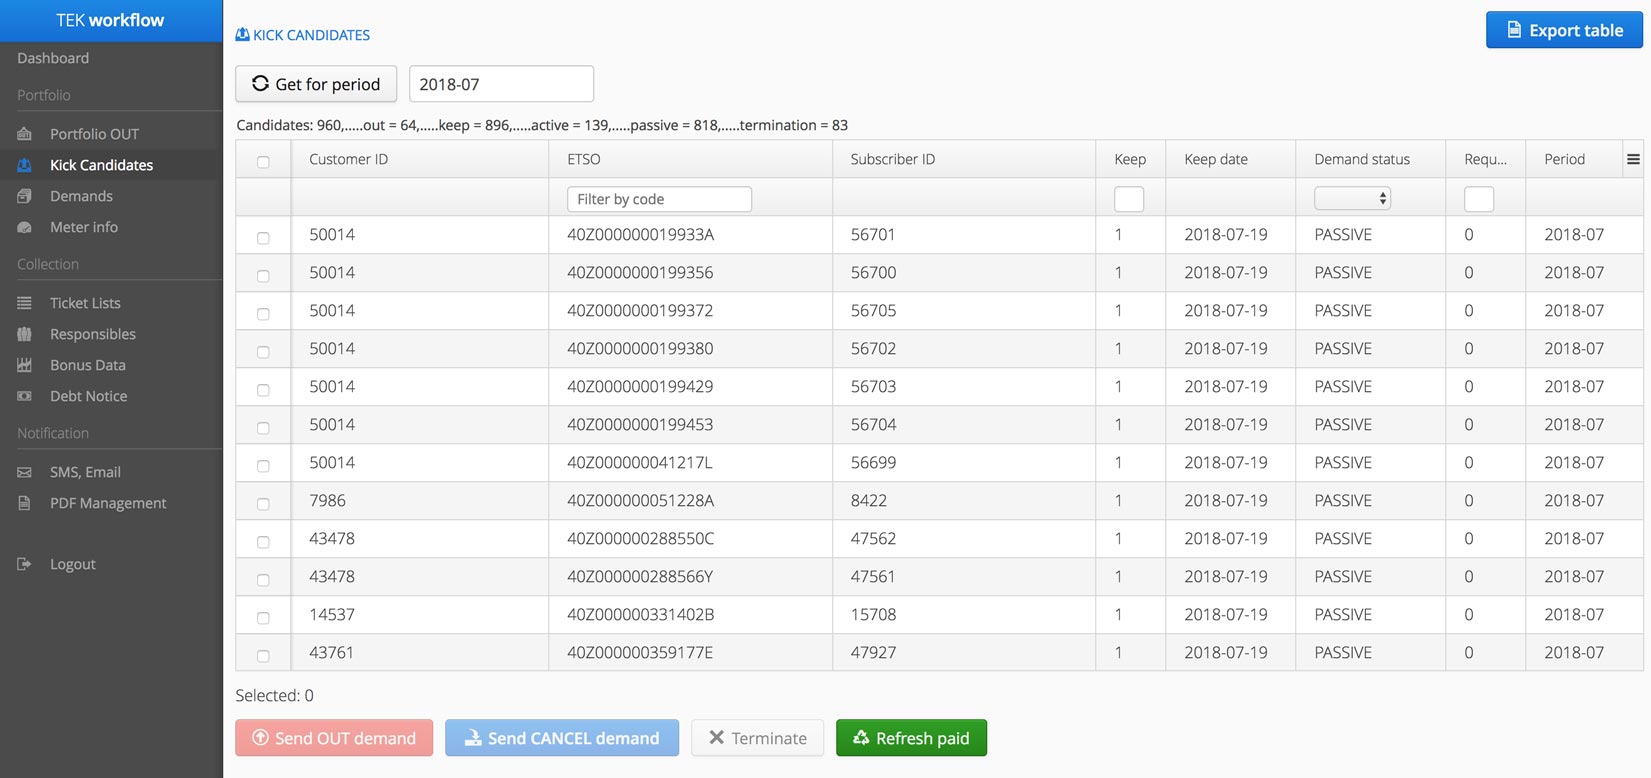 TEK workflow
Dashboard
Portfolio
Portfolio OUT
Kick Candidates
Demands
Meter info
Collection
Ticket Lists
Responsibles
Bonus Data
Debt Notice
Notification
SMS, Email
PDF Management
Logout
KICK CANDIDATES
Export table
Get for period 2018-07
Candidates: 960,.....out = 64,.....keep = 896,.....active = 139,.....passive = 818,.....termination = 83
Customer ID ETSO Subscriber ID Keep Keep date Demand status Requ... Period
Filter by code
50014 40Z000000019933A 56701 1 2018-07-19 PASSIVE 0 2018-07
50014 40Z0000000199356 56700 1 2018-07-19 PASSIVE 0 2018-07
50014 40Z0000000199372 56705 1 2018-07-19 PASSIVE 0 2018-07
50014 40Z0000000199380 56702 1 2018-07-19 PASSIVE 0 2018-07
50014 40Z0000000199429 56703 1 2018-07-19 PASSIVE 0 2018-07
50014 40Z0000000199453 56704 1 2018-07-19 PASSIVE 0 2018-07
50014 40Z000000041217L 56699 1 2018-07-19 PASSIVE 0 2018-07
7986 40Z000000051228A 8422 1 2018-07-19 PASSIVE 0 2018-07
43478 40Z000000288550C 47562 1 2018-07-19 PASSIVE 0 2018-07
43478 40Z000000288566Y 47561 1 2018-07-19 PASSIVE 0 2018-07
14537 40Z000000331402B 15708 1 2018-07-19 PASSIVE 0 2018-07
43761 40Z000000359177E 47927 1 2018-07-19 PASSIVE 0 2018-07
Selected: 0
Send OUT demand Send CANCEL demand Terminate Refresh paid